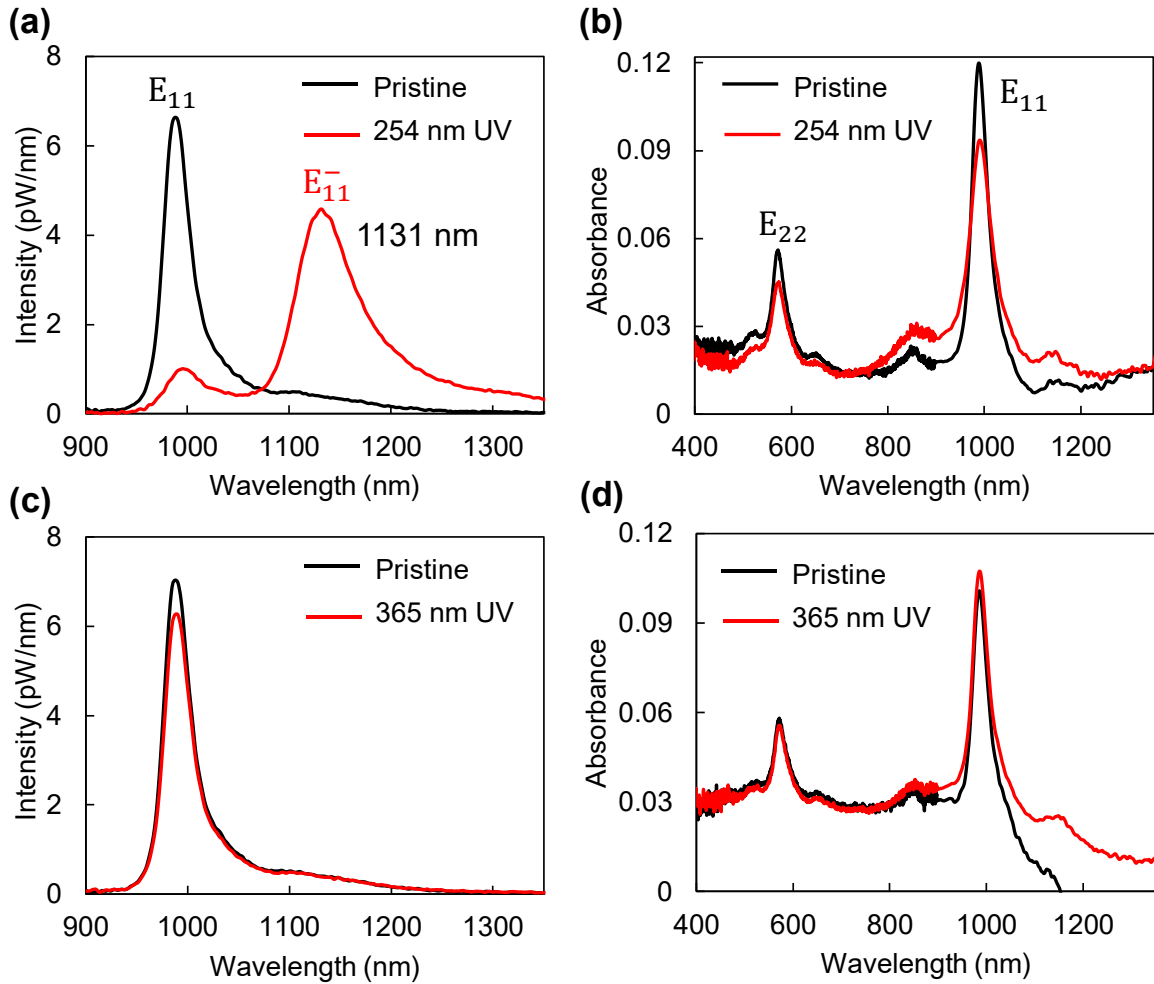 (a)
8
6
4
2
0
Intensity (pW/nm)
E₁₁
Pristine
254 nm UV
E₁₁⁻
1131 nm
900 1000 1100 1200 1300
Wavelength (nm)
(b)
0.12
0.09
0.06
0.03
0
Absorbance
Pristine
254 nm UV
E₁₁
E₂₂
400 600 800 1000 1200
Wavelength (nm)
(c)
8
6
4
2
0
Intensity (pW/nm)
Pristine
365 nm UV
900 1000 1100 1200 1300
Wavelength (nm)
(d)
0.12
0.09
0.06
0.03
0
Absorbance
Pristine
365 nm UV
400 600 800 1000 1200
Wavelength (nm)